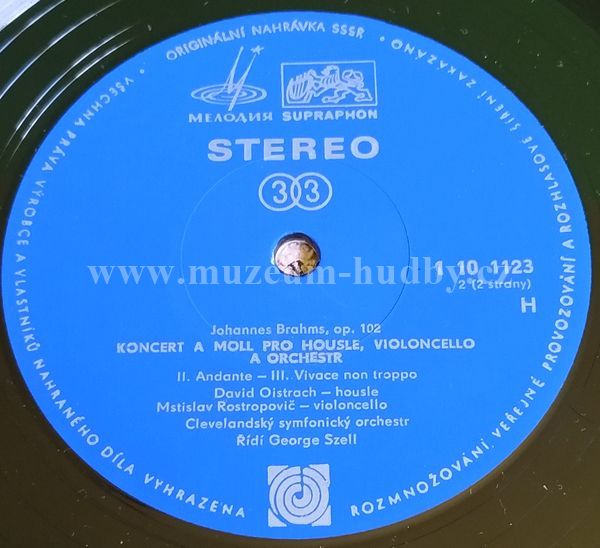 • ORIGINÁLNÍ NAHRÁVKA SSSR •
VŠECHNA PRÁVA VÝROBCE A VLASTNÍKŮ NAHRANÉHO DÍLA VYHRAZENA
ROZMNOŽOVÁNÍ, VEŘEJNÉ PROVOZOVÁNÍ A ROZHLASOVÉ ŠÍŘENÍ ZAKÁZÁNO
МЕЛОДИЯ SUPRAPHON
STEREO
33
www.muzeum-hudby.cz
1 10 1123
2 (2 strany)
H
Johannes Brahms, op. 102
KONCERT A MOLL PRO HOUSLE, VIOLONCELLO
A ORCHESTR
II. Andante – III. Vivace non troppo
David Oistrach – housle
Mstislav Rostropovič – violoncello
Clevelandský symfonický orchestr
Řídí George Szell